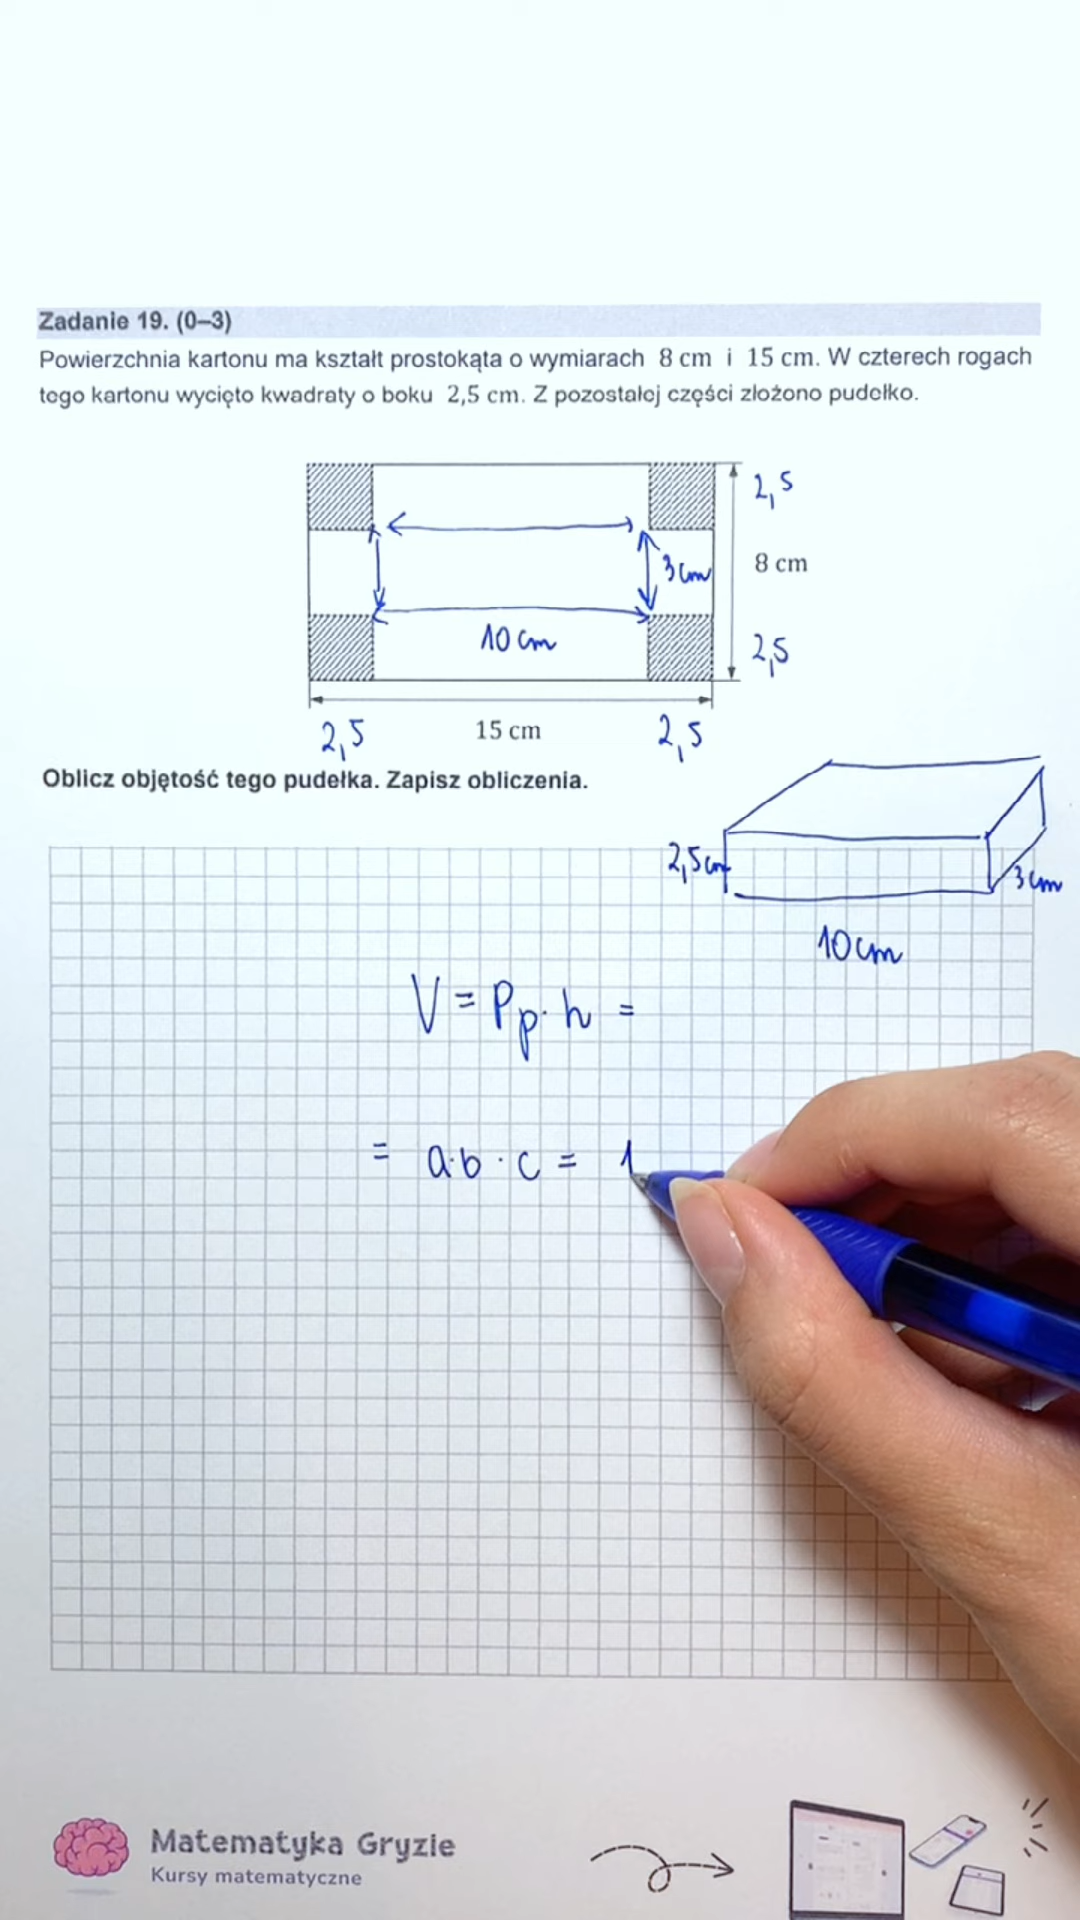 Zadanie 19. (0–3)
Powierzchnia kartonu ma kształt prostokąta o wymiarach 8 cm i 15 cm. W czterech rogach
tego kartonu wycięto kwadraty o boku 2,5 cm. Z pozostałej części złożono pudełko.
2,5
3cm
8 cm
10 cm
2,5
2,5
15 cm
2,5
Oblicz objętość tego pudełka. Zapisz obliczenia.
2,5cm
3cm
10cm
V = Pp · h =
= a·b · c = 1
Matematyka Gryzie
Kursy matematyczne